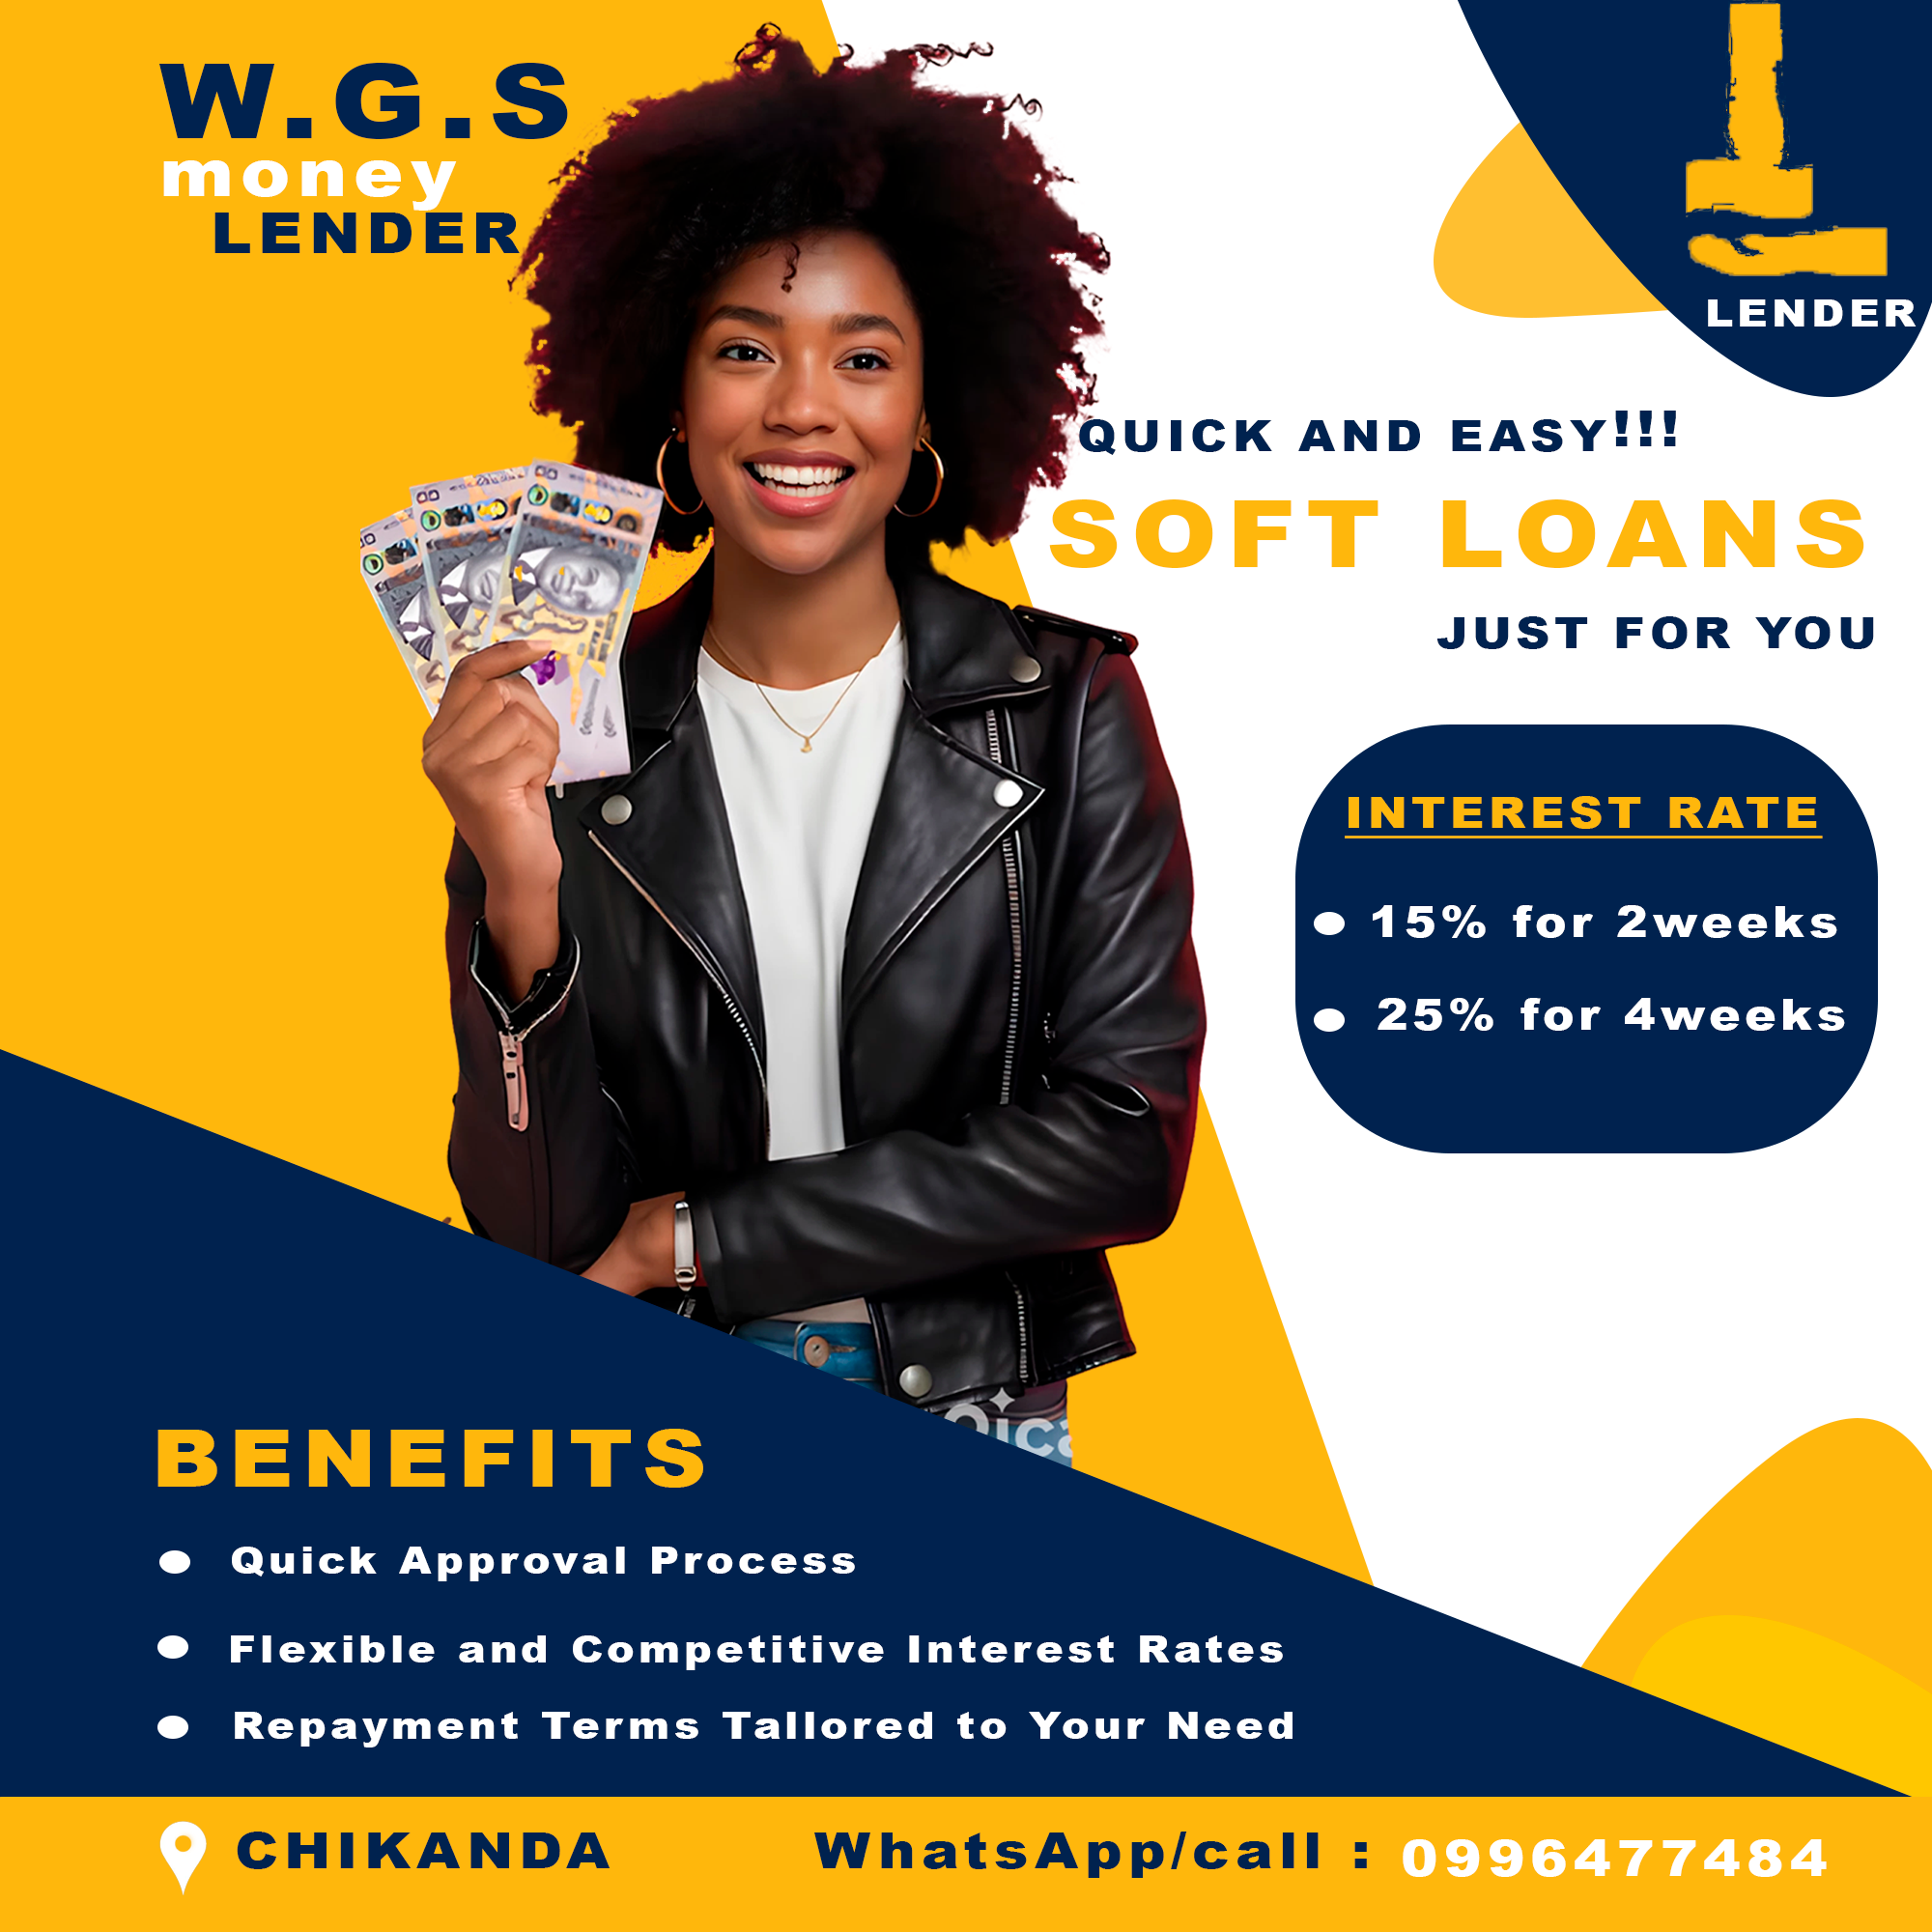 W.G.S
money
LENDER
LENDER
QUICK AND EASY!!!
SOFT LOANS
JUST FOR YOU
INTEREST RATE
15% for 2weeks
25% for 4weeks
BENEFITS
Quick Approval Process
Flexible and Competitive Interest Rates
Repayment Terms Tallored to Your Need
CHIKANDA
WhatsApp/call : 0996477484